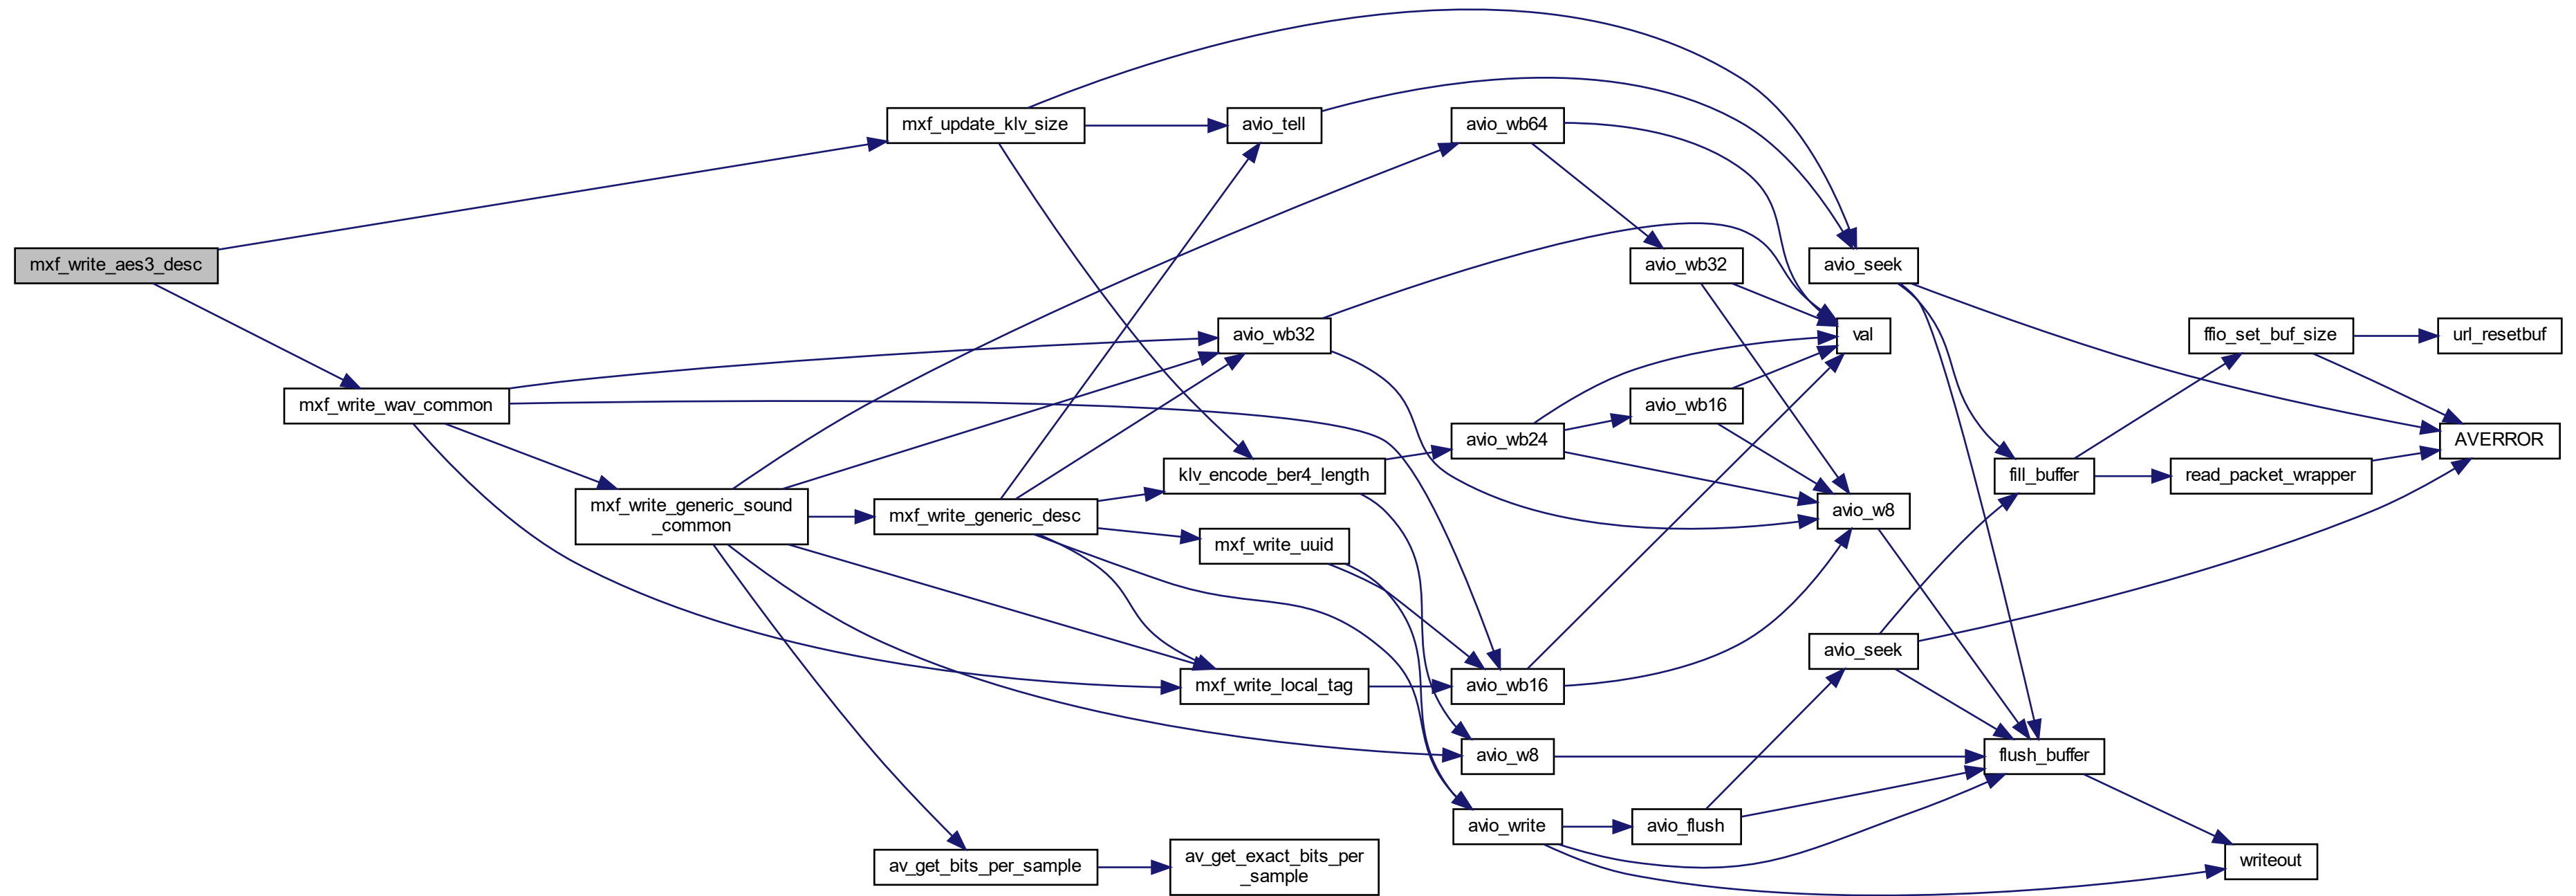 mxf_write_aes3_desc
mxf_update_klv_size
avio_tell
avio_wb64
avio_wb32
avio_seek
mxf_write_wav_common
avio_wb32
val
ffio_set_buf_size
url_resetbuf
avio_wb24
avio_wb16
AVERROR
klv_encode_ber4_length
fill_buffer
read_packet_wrapper
mxf_write_generic_sound
_common
mxf_write_generic_desc
mxf_write_uuid
avio_w8
avio_seek
mxf_write_local_tag
avio_wb16
avio_w8
flush_buffer
avio_write
avio_flush
av_get_bits_per_sample
av_get_exact_bits_per
_sample
writeout